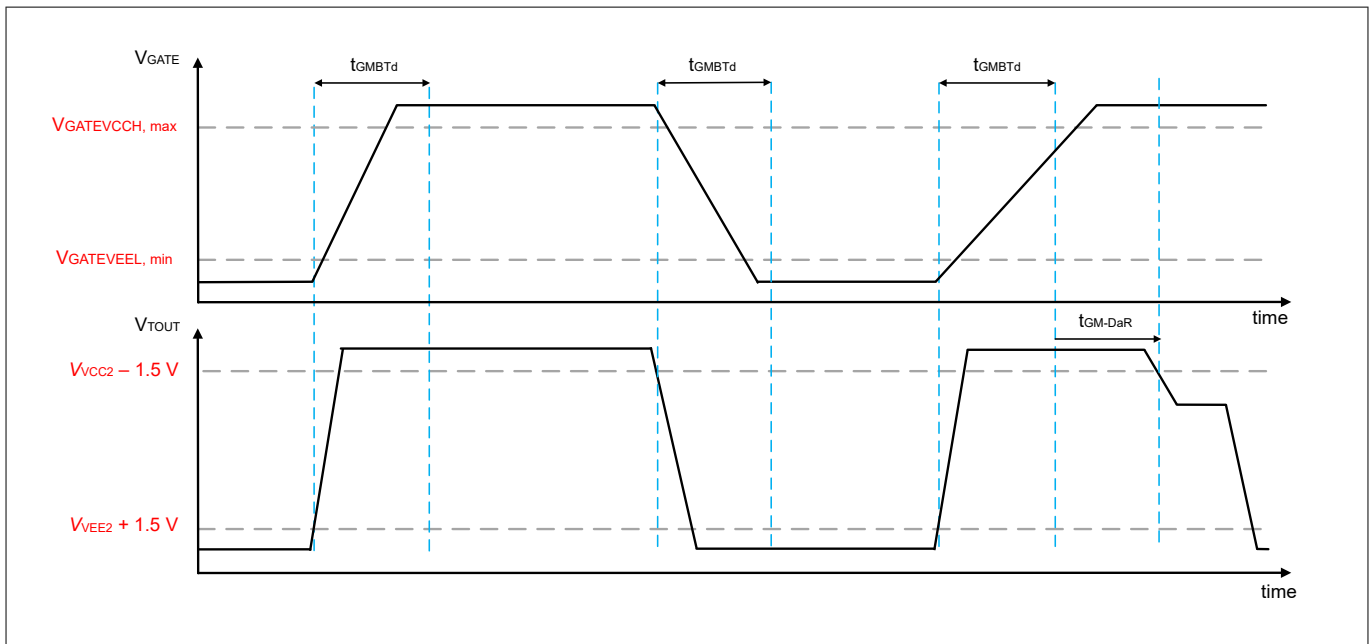 VGATE
tGMBTd
tGMBTd
tGMBTd
VGATEVCCH, max
VGATEVEEL, min
time
VTOUT
tGM-DaR
VVCC2 – 1.5 V
VVEE2 + 1.5 V
time